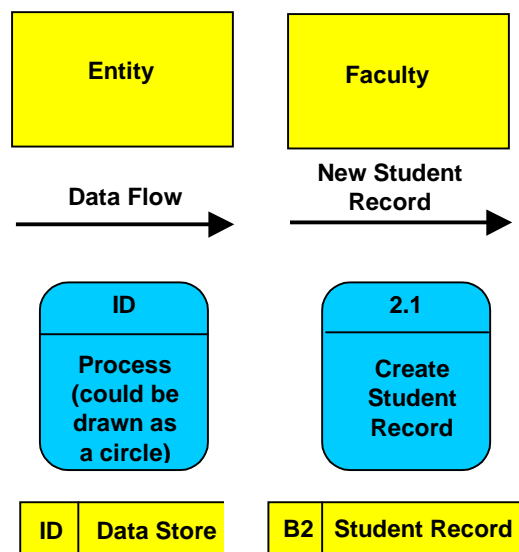 Entity
Faculty
Data Flow
New Student
Record
ID
Process
(could be
drawn as
a circle)
2.1
Create
Student
Record
ID Data Store
B2 Student Record